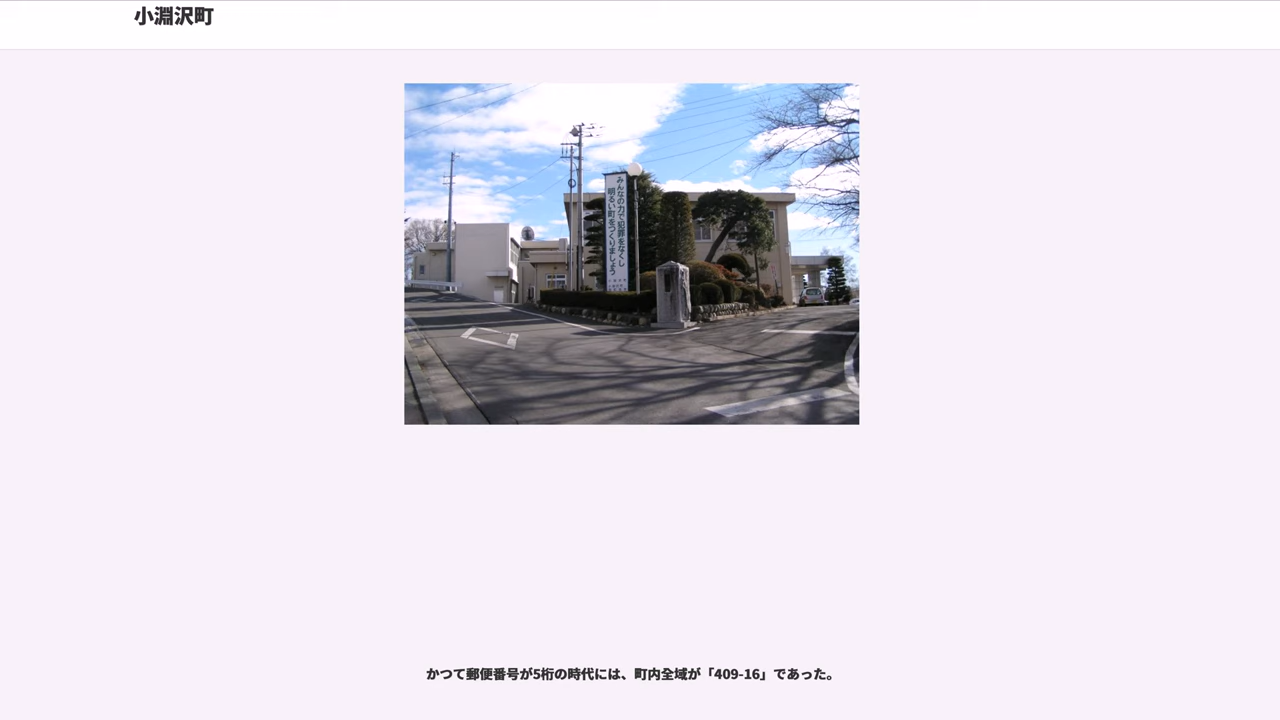 小淵沢町
みんなの力で犯罪をなくし
明るい町をつくりましょう
かつて郵便番号が5桁の時代には、町内全域が「409-16」であった。